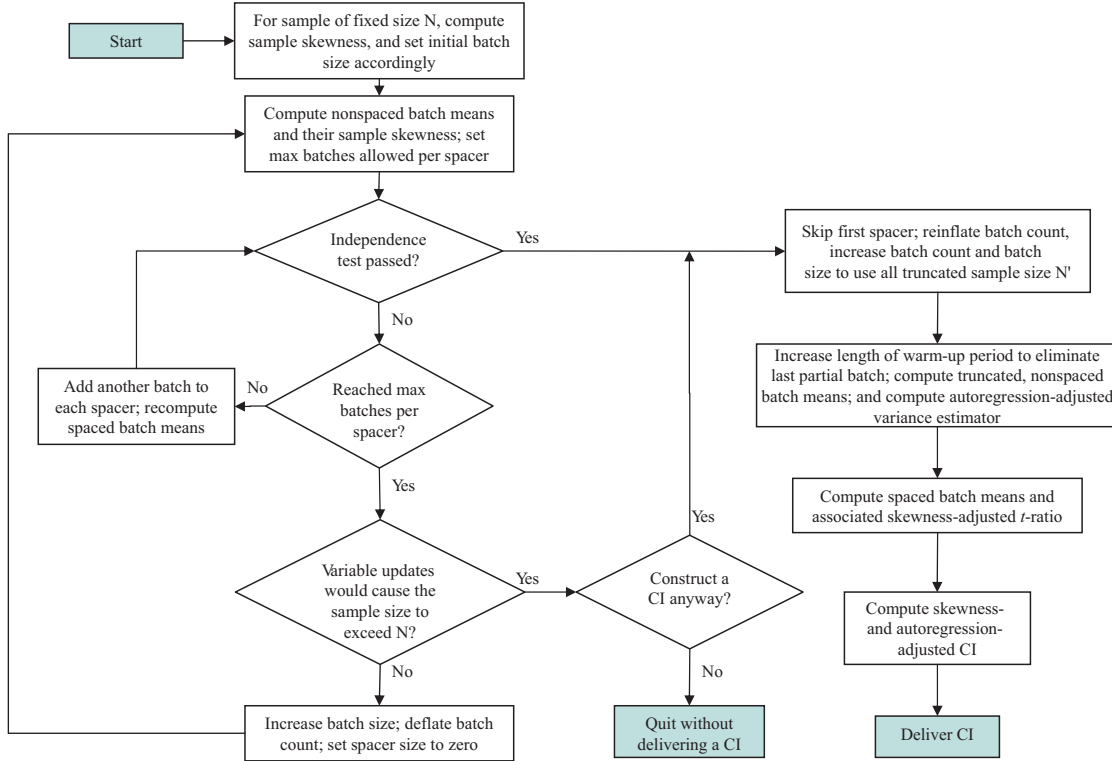 Start
For sample of fixed size N, compute
sample skewness, and set initial batch
size accordingly
Compute nonspaced batch means
and their sample skewness; set
max batches allowed per spacer
Independence
test passed?
Yes
No
Skip first spacer; reinflate batch count,
increase batch count and batch
size to use all truncated sample size N'
Add another batch to
each spacer; recompute
spaced batch means
No
Reached max
batches per
spacer?
Yes
Increase length of warm-up period to eliminate
last partial batch; compute truncated, nonspaced
batch means; and compute autoregression-adjusted
variance estimator
Compute spaced batch means and
associated skewness-adjusted t-ratio
Variable updates
would cause the
sample size to
exceed N?
Yes
No
Construct a
CI anyway?
Yes
No
Compute skewness-
and autoregression-
adjusted CI
Increase batch size; deflate batch
count; set spacer size to zero
Quit without
delivering a CI
Deliver CI